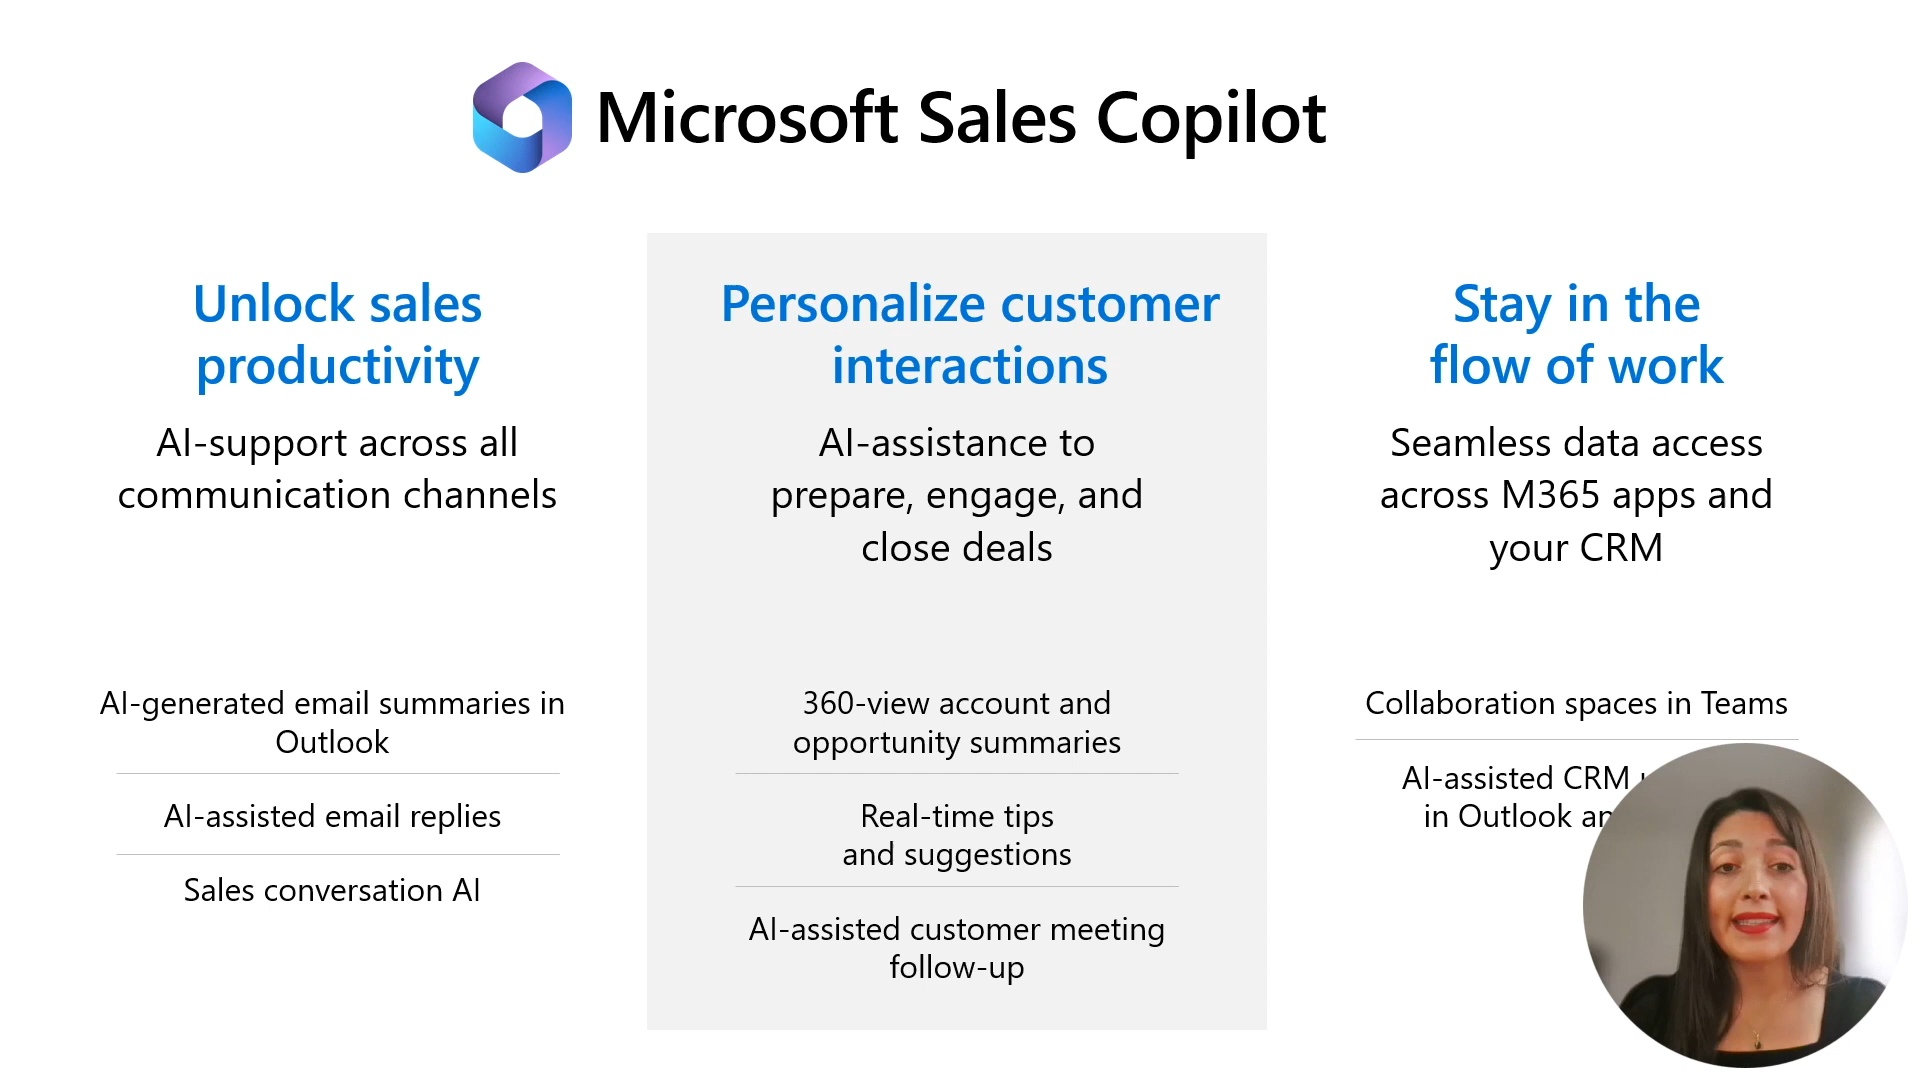 Microsoft Sales Copilot
Unlock sales
productivity
AI-support across all
communication channels
AI-generated email summaries in
Outlook
AI-assisted email replies
Sales conversation AI
Personalize customer
interactions
AI-assistance to
prepare, engage, and
close deals
360-view account and
opportunity summaries
Real-time tips
and suggestions
AI-assisted customer meeting
follow-up
Stay in the
flow of work
Seamless data access
across M365 apps and
your CRM
Collaboration spaces in Teams
AI-assisted CRM
in Outlook